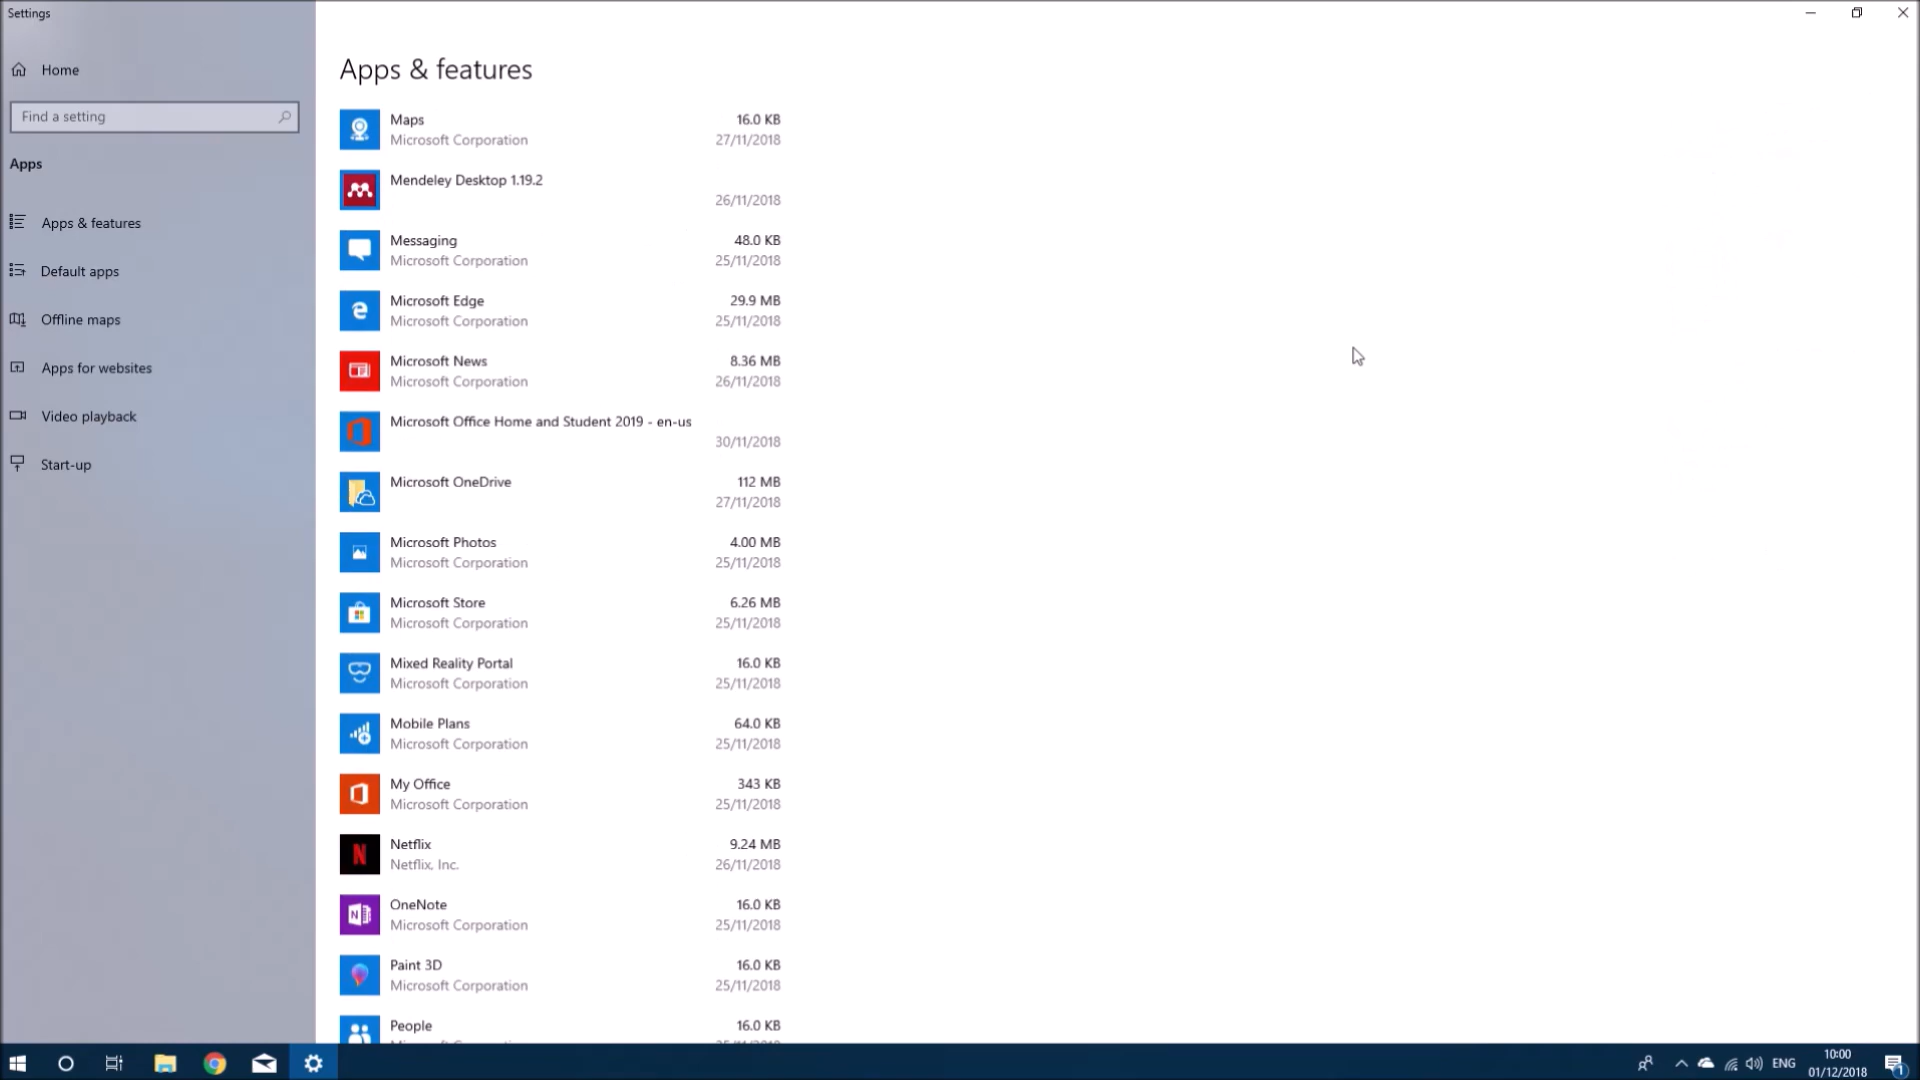 Settings
Home
Find a setting
Apps
Apps & features
Default apps
Offline maps
Apps for websites
Video playback
Start-up
Apps & features
Maps 16.0 KB
Microsoft Corporation 27/11/2018
Mendeley Desktop 1.19.2
26/11/2018
Messaging 48.0 KB
Microsoft Corporation 25/11/2018
Microsoft Edge 29.9 MB
Microsoft Corporation 25/11/2018
Microsoft News 8.36 MB
Microsoft Corporation 26/11/2018
Microsoft Office Home and Student 2019 - en-us
30/11/2018
Microsoft OneDrive 112 MB
27/11/2018
Microsoft Photos 4.00 MB
Microsoft Corporation 25/11/2018
Microsoft Store 6.26 MB
Microsoft Corporation 25/11/2018
Mixed Reality Portal 16.0 KB
Microsoft Corporation 25/11/2018
Mobile Plans 64.0 KB
Microsoft Corporation 25/11/2018
My Office 343 KB
Microsoft Corporation 25/11/2018
Netflix 9.24 MB
Netflix, Inc. 26/11/2018
OneNote 16.0 KB
Microsoft Corporation 25/11/2018
Paint 3D 16.0 KB
Microsoft Corporation 25/11/2018
People 16.0 KB
ENG
10:00
01/12/2018
1